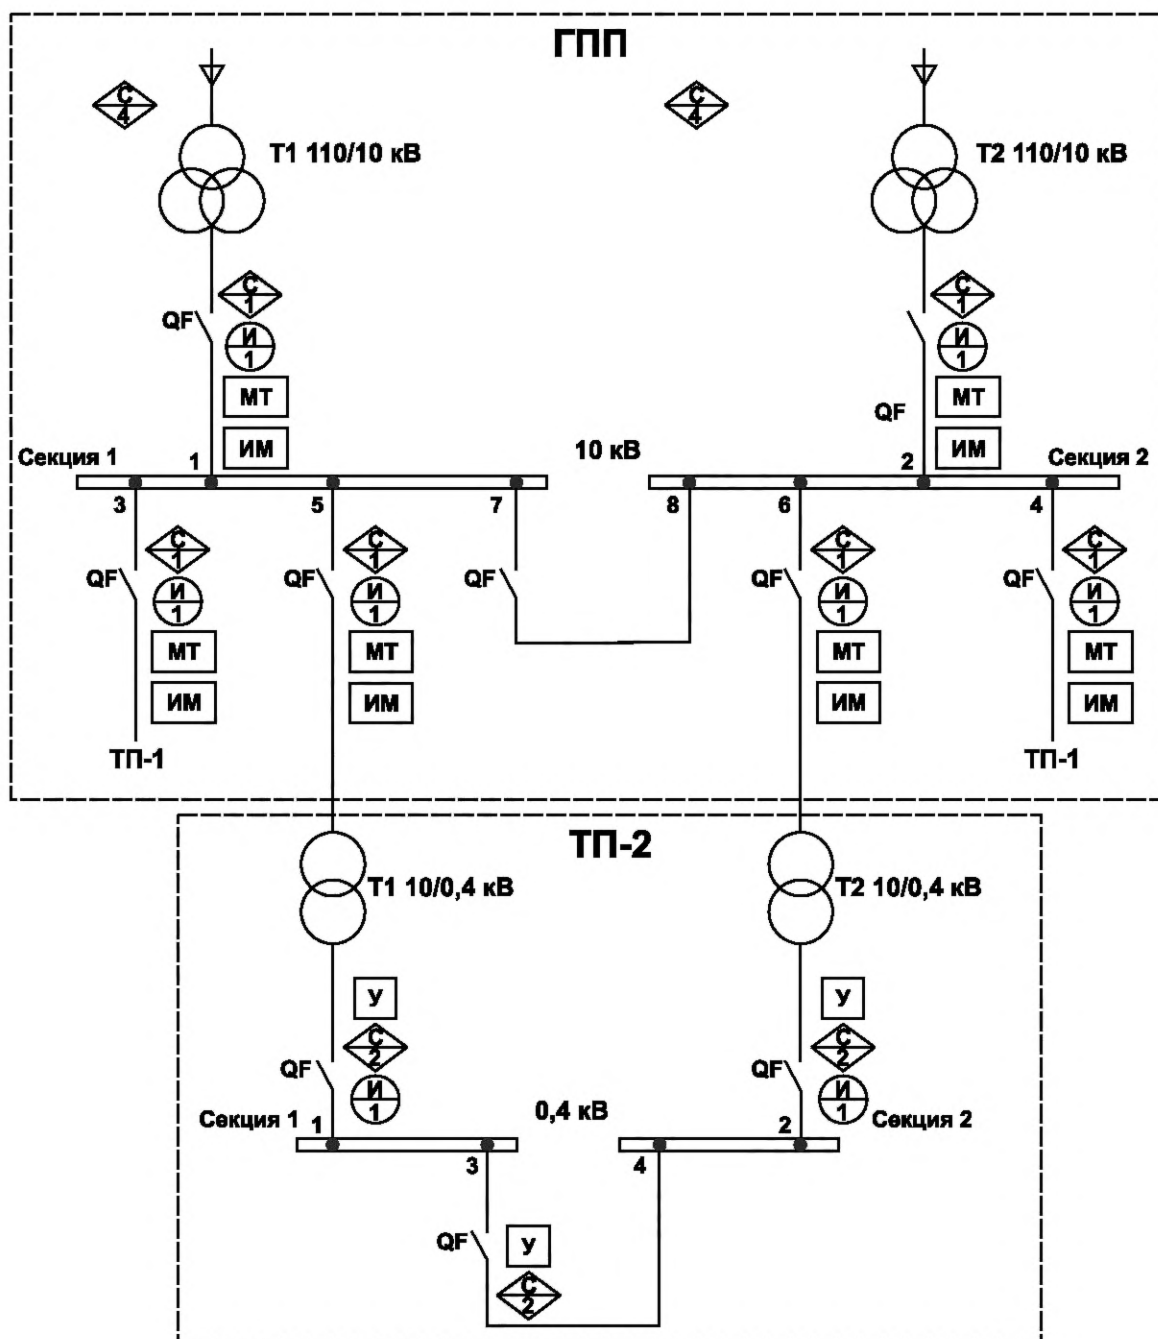 ГПП
С
4
С
4
Т1 110/10 кВ
Т2 110/10 кВ
С
1
С
1
QF
И
1
И
1
МТ
МТ
QF
ИМ
ИМ
Секция 1
1
10 кВ
2
Секция 2
3
5
7
8
6
4
С
1
С
1
С
1
С
1
QF
И
1
QF
И
1
QF
QF
И
1
QF
И
1
МТ
МТ
МТ
МТ
ИМ
ИМ
ИМ
ИМ
ТП-1
ТП-1
ТП-2
Т1 10/0,4 кВ
Т2 10/0,4 кВ
У
У
С
2
С
2
QF
QF
И
1
И
1
Секция 1
1
0,4 кВ
2
Секция 2
3
4
QF
У
С
2